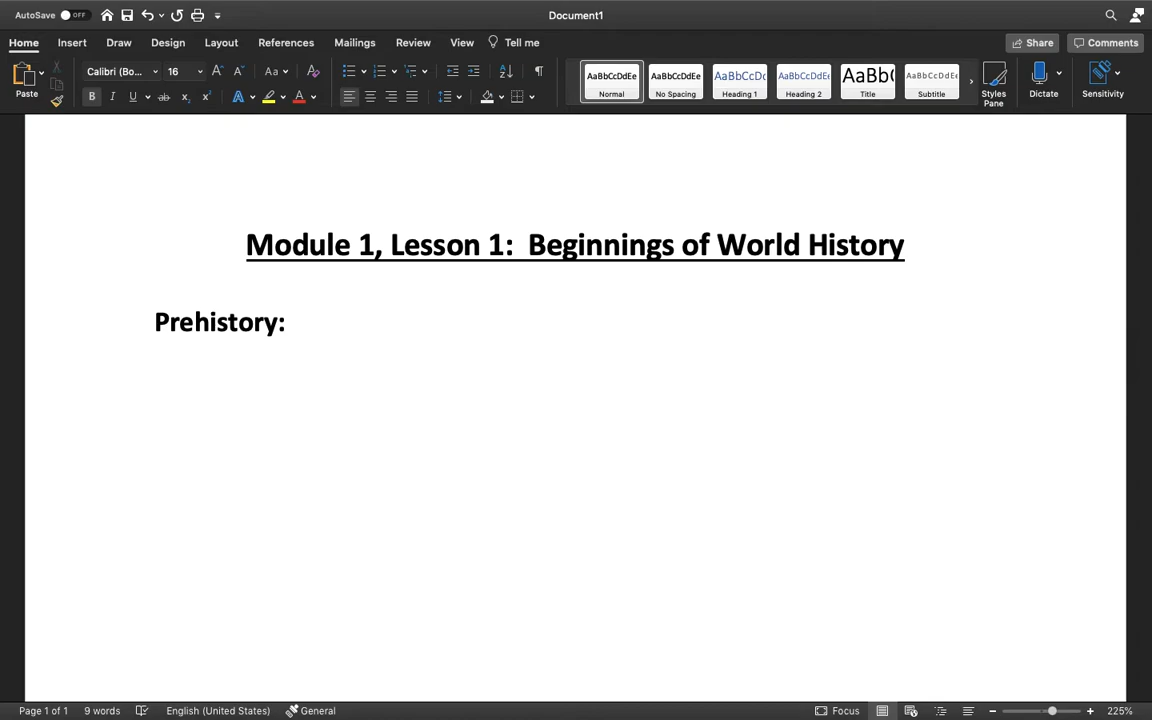 AutoSave OFF Document1
Home Insert Draw Design Layout References Mailings Review View Tell me Share Comments
Paste Calibri (Bo... 16 Aa AaBbCcDdEe Normal AaBbCcDdEe No Spacing AaBbCcDc Heading 1 AaBbCcDdEe Heading 2 AaBb( Title AaBbCcDdEe Subtitle Styles Pane Dictate Sensitivity
Module 1, Lesson 1:  Beginnings of World History
Prehistory:
Page 1 of 1 9 words English (United States) General Focus 225%